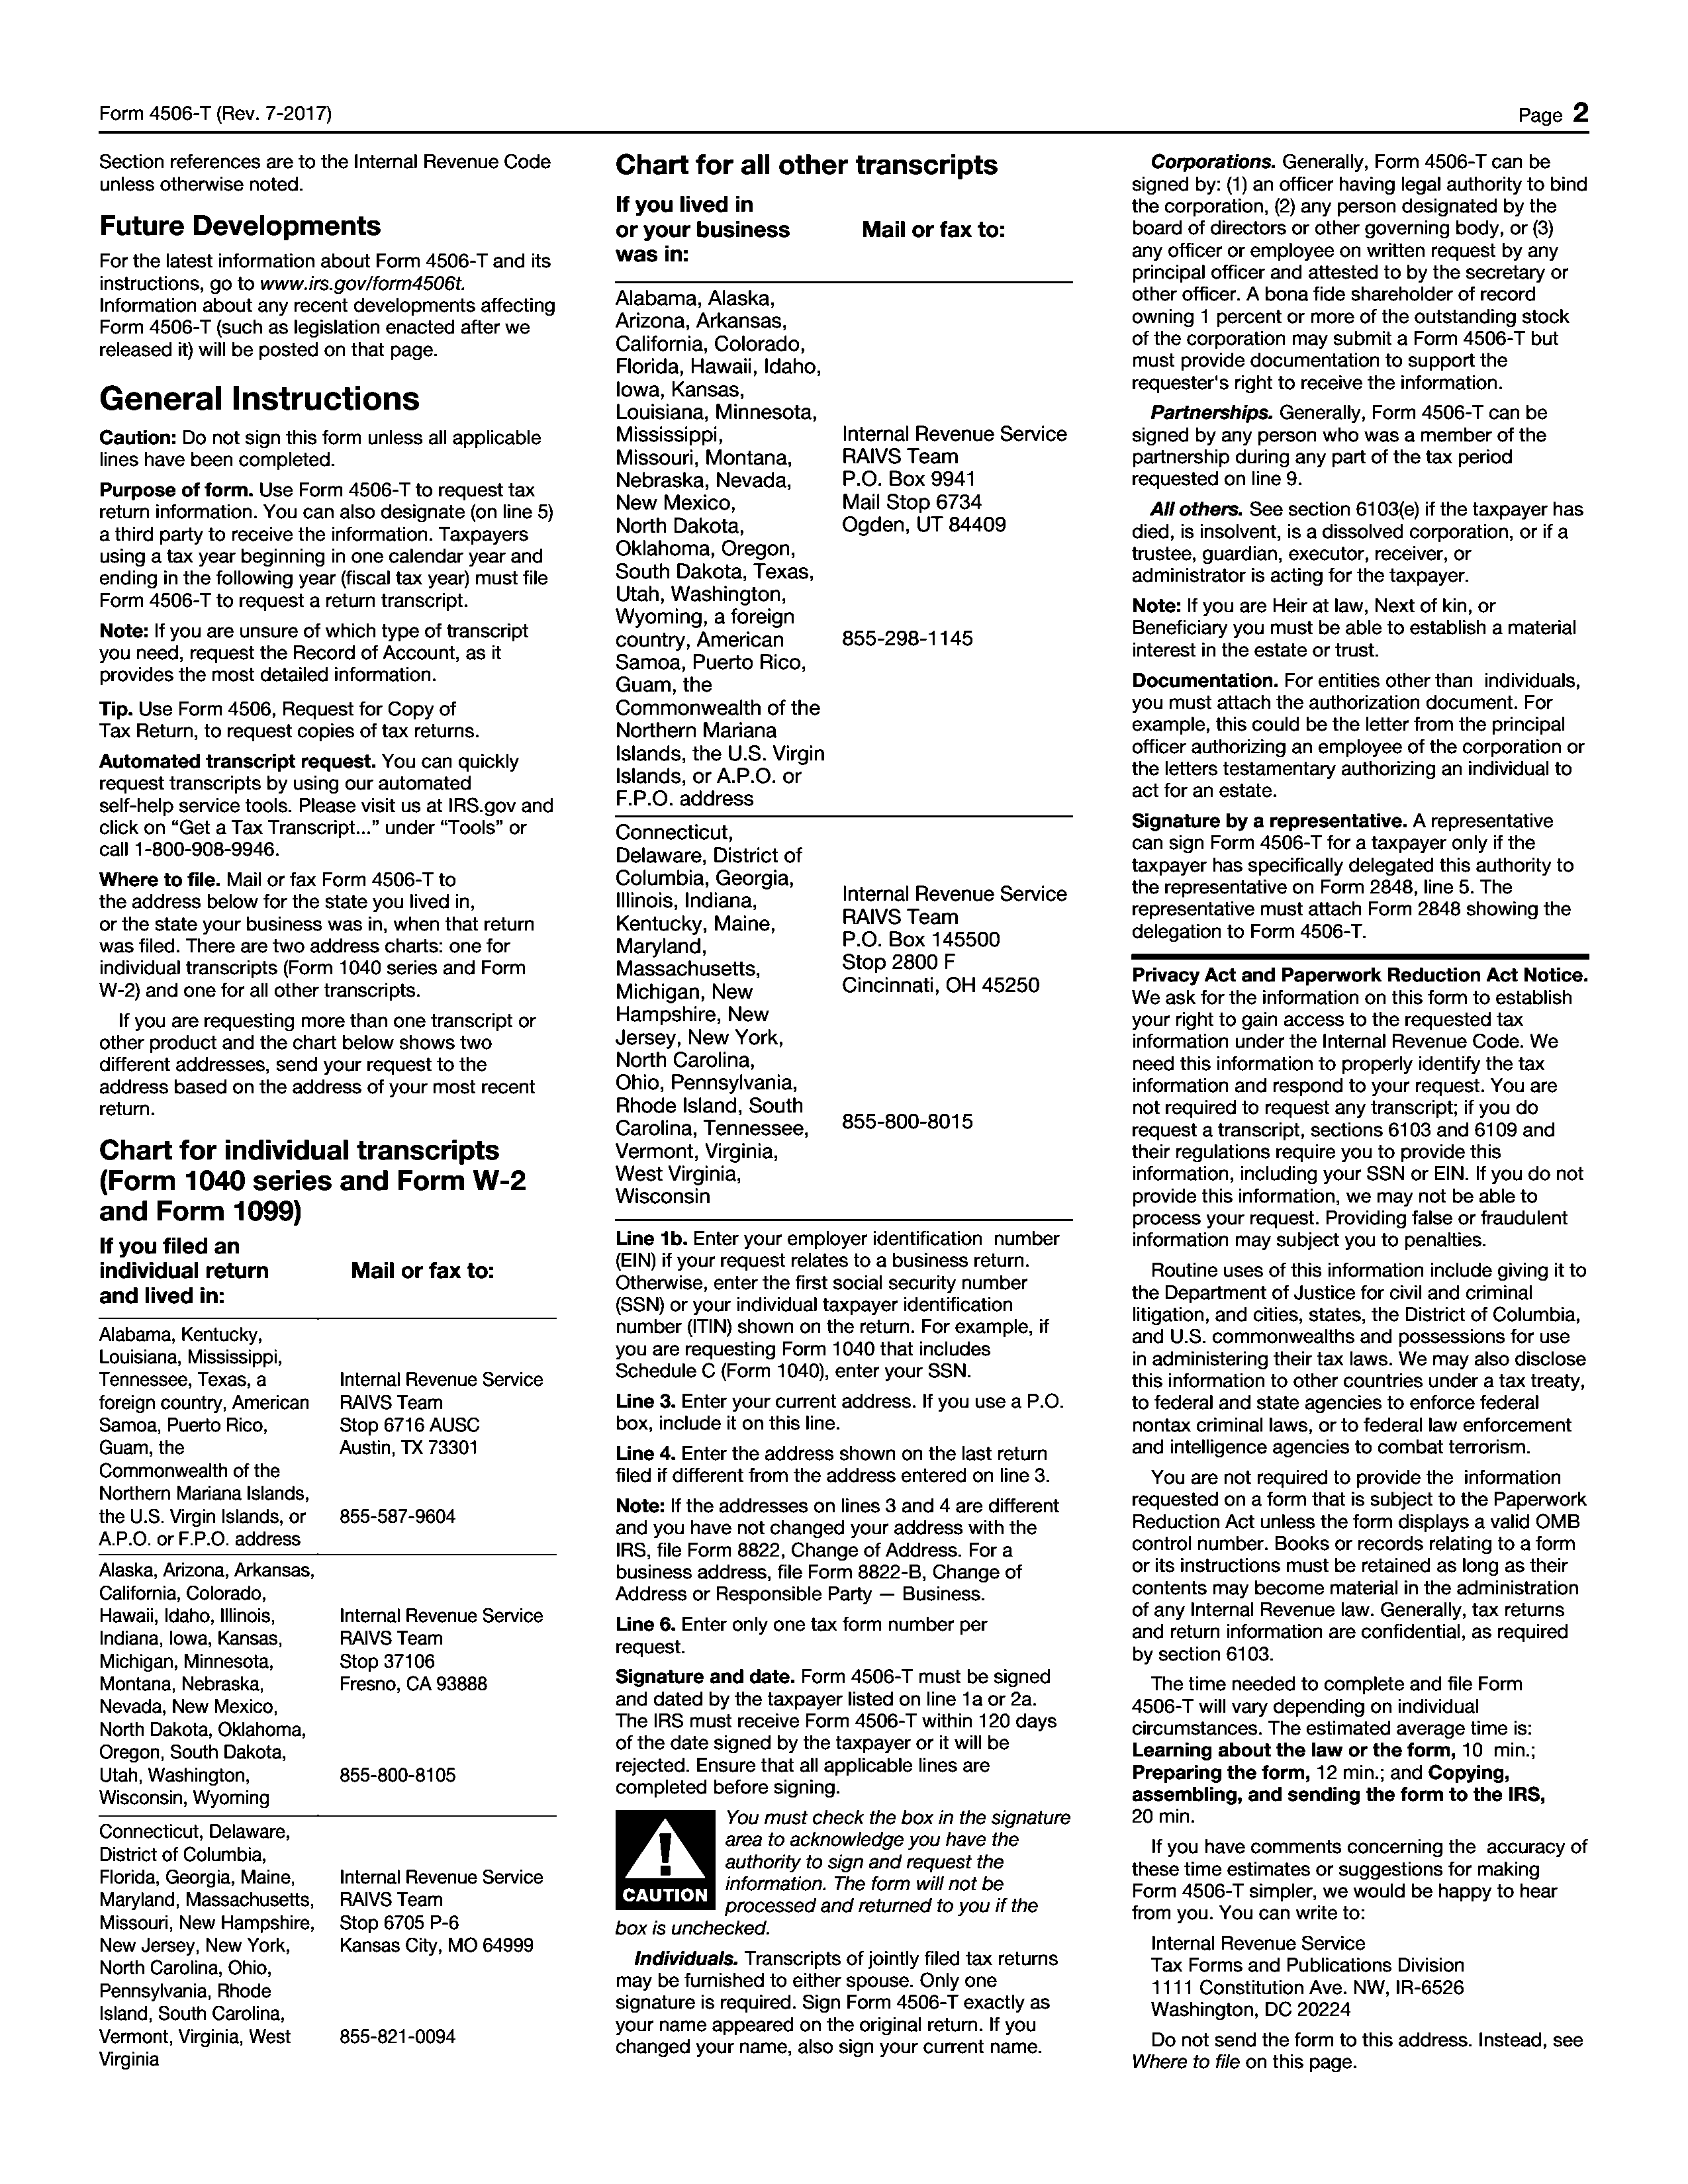 Form 4506-T (Rev. 7-2017)
Page 2
Section references are to the Internal Revenue Code
unless otherwise noted.
Future Developments
For the latest information about Form 4506-T and its
instructions, go to www.irs.gov/form4506t.
Information about any recent developments affecting
Form 4506-T (such as legislation enacted after we
released it) will be posted on that page.
General Instructions
Caution: Do not sign this form unless all applicable
lines have been completed.
Purpose of form. Use Form 4506-T to request tax
return information. You can also designate (on line 5)
a third party to receive the information. Taxpayers
using a tax year beginning in one calendar year and
ending in the following year (fiscal tax year) must file
Form 4506-T to request a return transcript.
Note: If you are unsure of which type of transcript
you need, request the Record of Account, as it
provides the most detailed information.
Tip. Use Form 4506, Request for Copy of
Tax Return, to request copies of tax returns.
Automated transcript request. You can quickly
request transcripts by using our automated
self-help service tools. Please visit us at IRS.gov and
click on “Get a Tax Transcript...” under “Tools” or
call 1-800-908-9946.
Where to file. Mail or fax Form 4506-T to
the address below for the state you lived in,
or the state your business was in, when that return
was filed. There are two address charts: one for
individual transcripts (Form 1040 series and Form
W-2) and one for all other transcripts.
If you are requesting more than one transcript or
other product and the chart below shows two
different addresses, send your request to the
address based on the address of your most recent
return.
Chart for individual transcripts
(Form 1040 series and Form W-2
and Form 1099)
If you filed an
individual return
and lived in:
Mail or fax to:
Alabama, Kentucky,
Louisiana, Mississippi,
Tennessee, Texas, a
foreign country, American
Samoa, Puerto Rico,
Guam, the
Commonwealth of the
Northern Mariana Islands,
the U.S. Virgin Islands, or
A.P.O. or F.P.O. address
Internal Revenue Service
RAIVS Team
Stop 6716 AUSC
Austin, TX 73301
855-587-9604
Alaska, Arizona, Arkansas,
California, Colorado,
Hawaii, Idaho, Illinois,
Indiana, Iowa, Kansas,
Michigan, Minnesota,
Montana, Nebraska,
Nevada, New Mexico,
North Dakota, Oklahoma,
Oregon, South Dakota,
Utah, Washington,
Wisconsin, Wyoming
Internal Revenue Service
RAIVS Team
Stop 37106
Fresno, CA 93888
855-800-8105
Connecticut, Delaware,
District of Columbia,
Florida, Georgia, Maine,
Maryland, Massachusetts,
Missouri, New Hampshire,
New Jersey, New York,
North Carolina, Ohio,
Pennsylvania, Rhode
Island, South Carolina,
Vermont, Virginia, West
Virginia
Internal Revenue Service
RAIVS Team
Stop 6705 P-6
Kansas City, MO 64999
855-821-0094
Chart for all other transcripts
If you lived in
or your business
was in:
Mail or fax to:
Alabama, Alaska,
Arizona, Arkansas,
California, Colorado,
Florida, Hawaii, Idaho,
Iowa, Kansas,
Louisiana, Minnesota,
Mississippi,
Missouri, Montana,
Nebraska, Nevada,
New Mexico,
North Dakota,
Oklahoma, Oregon,
South Dakota, Texas,
Utah, Washington,
Wyoming, a foreign
country, American
Samoa, Puerto Rico,
Guam, the
Commonwealth of the
Northern Mariana
Islands, the U.S. Virgin
Islands, or A.P.O. or
F.P.O. address
Internal Revenue Service
RAIVS Team
P.O. Box 9941
Mail Stop 6734
Ogden, UT 84409
855-298-1145
Connecticut,
Delaware, District of
Columbia, Georgia,
Illinois, Indiana,
Kentucky, Maine,
Maryland,
Massachusetts,
Michigan, New
Hampshire, New
Jersey, New York,
North Carolina,
Ohio, Pennsylvania,
Rhode Island, South
Carolina, Tennessee,
Vermont, Virginia,
West Virginia,
Wisconsin
Internal Revenue Service
RAIVS Team
P.O. Box 145500
Stop 2800 F
Cincinnati, OH 45250
855-800-8015
Line 1b. Enter your employer identification number
(EIN) if your request relates to a business return.
Otherwise, enter the first social security number
(SSN) or your individual taxpayer identification
number (ITIN) shown on the return. For example, if
you are requesting Form 1040 that includes
Schedule C (Form 1040), enter your SSN.
Line 3. Enter your current address. If you use a P.O.
box, include it on this line.
Line 4. Enter the address shown on the last return
filed if different from the address entered on line 3.
Note: If the addresses on lines 3 and 4 are different
and you have not changed your address with the
IRS, file Form 8822, Change of Address. For a
business address, file Form 8822-B, Change of
Address or Responsible Party — Business.
Line 6. Enter only one tax form number per
request.
Signature and date. Form 4506-T must be signed
and dated by the taxpayer listed on line 1a or 2a.
The IRS must receive Form 4506-T within 120 days
of the date signed by the taxpayer or it will be
rejected. Ensure that all applicable lines are
completed before signing.
CAUTION
You must check the box in the signature
area to acknowledge you have the
authority to sign and request the
information. The form will not be
processed and returned to you if the
box is unchecked.
Individuals. Transcripts of jointly filed tax returns
may be furnished to either spouse. Only one
signature is required. Sign Form 4506-T exactly as
your name appeared on the original return. If you
changed your name, also sign your current name.
Corporations. Generally, Form 4506-T can be
signed by: (1) an officer having legal authority to bind
the corporation, (2) any person designated by the
board of directors or other governing body, or (3)
any officer or employee on written request by any
principal officer and attested to by the secretary or
other officer. A bona fide shareholder of record
owning 1 percent or more of the outstanding stock
of the corporation may submit a Form 4506-T but
must provide documentation to support the
requester's right to receive the information.
Partnerships. Generally, Form 4506-T can be
signed by any person who was a member of the
partnership during any part of the tax period
requested on line 9.
All others. See section 6103(e) if the taxpayer has
died, is insolvent, is a dissolved corporation, or if a
trustee, guardian, executor, receiver, or
administrator is acting for the taxpayer.
Note: If you are Heir at law, Next of kin, or
Beneficiary you must be able to establish a material
interest in the estate or trust.
Documentation. For entities other than individuals,
you must attach the authorization document. For
example, this could be the letter from the principal
officer authorizing an employee of the corporation or
the letters testamentary authorizing an individual to
act for an estate.
Signature by a representative. A representative
can sign Form 4506-T for a taxpayer only if the
taxpayer has specifically delegated this authority to
the representative on Form 2848, line 5. The
representative must attach Form 2848 showing the
delegation to Form 4506-T.
Privacy Act and Paperwork Reduction Act Notice.
We ask for the information on this form to establish
your right to gain access to the requested tax
information under the Internal Revenue Code. We
need this information to properly identify the tax
information and respond to your request. You are
not required to request any transcript; if you do
request a transcript, sections 6103 and 6109 and
their regulations require you to provide this
information, including your SSN or EIN. If you do not
provide this information, we may not be able to
process your request. Providing false or fraudulent
information may subject you to penalties.
Routine uses of this information include giving it to
the Department of Justice for civil and criminal
litigation, and cities, states, the District of Columbia,
and U.S. commonwealths and possessions for use
in administering their tax laws. We may also disclose
this information to other countries under a tax treaty,
to federal and state agencies to enforce federal
nontax criminal laws, or to federal law enforcement
and intelligence agencies to combat terrorism.
You are not required to provide the information
requested on a form that is subject to the Paperwork
Reduction Act unless the form displays a valid OMB
control number. Books or records relating to a form
or its instructions must be retained as long as their
contents may become material in the administration
of any Internal Revenue law. Generally, tax returns
and return information are confidential, as required
by section 6103.
The time needed to complete and file Form
4506-T will vary depending on individual
circumstances. The estimated average time is:
Learning about the law or the form, 10 min.;
Preparing the form, 12 min.; and Copying,
assembling, and sending the form to the IRS,
20 min.
If you have comments concerning the accuracy of
these time estimates or suggestions for making
Form 4506-T simpler, we would be happy to hear
from you. You can write to:
Internal Revenue Service
Tax Forms and Publications Division
1111 Constitution Ave. NW, IR-6526
Washington, DC 20224
Do not send the form to this address. Instead, see
Where to file on this page.